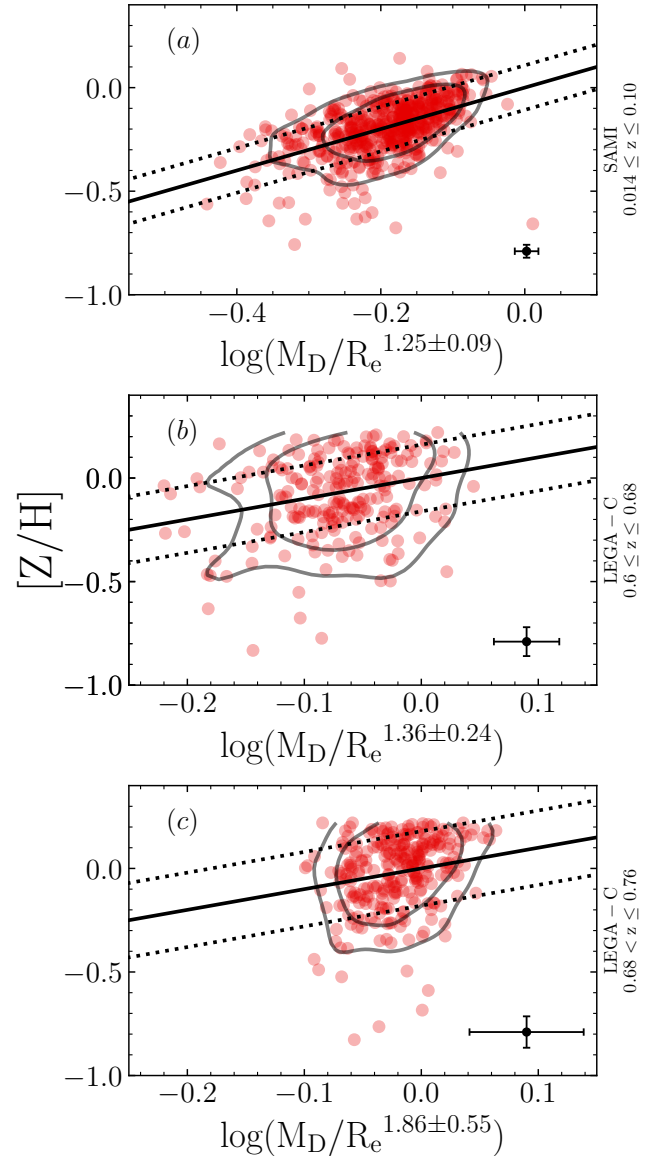 (a)
0.0
−0.5
−1.0
−0.4 −0.2 0.0
log(M_D/R_e^1.25±0.09)
SAMI
0.014 ≤ z ≤ 0.10
(b)
0.0
−0.5
−1.0
−0.2 −0.1 0.0 0.1
log(M_D/R_e^1.36±0.24)
[Z/H]
LEGA − C
0.6 ≤ z ≤ 0.68
(c)
0.0
−0.5
−1.0
−0.2 −0.1 0.0 0.1
log(M_D/R_e^1.86±0.55)
LEGA − C
0.68 < z ≤ 0.76